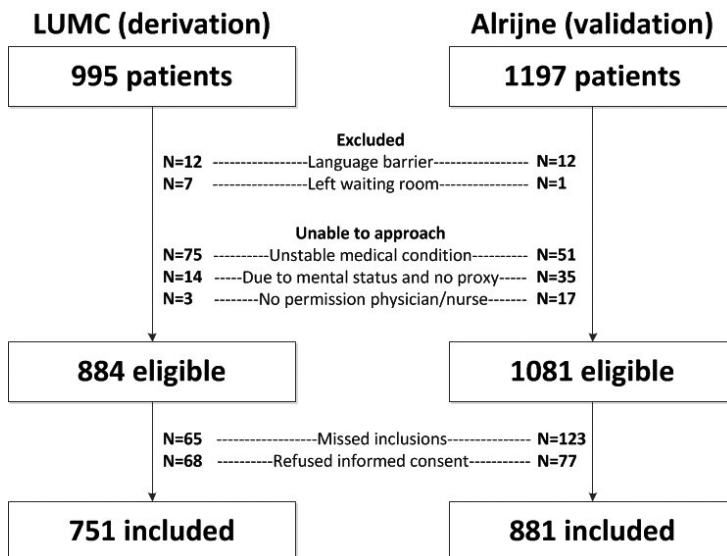 LUMC (derivation) Alrijne (validation)
995 patients 1197 patients
Excluded
N=12 -----------------Language barrier----------------- N=12
N=7 -----------------Left waiting room---------------- N=1
Unable to approach
N=75 ---------Unstable medical condition---------- N=51
N=14 -----Due to mental status and no proxy----- N=35
N=3 --------No permission physician/nurse------- N=17
884 eligible 1081 eligible
N=65 ------------------Missed inclusions-------------- N=123
N=68 ----------Refused informed consent----------- N=77
751 included 881 included